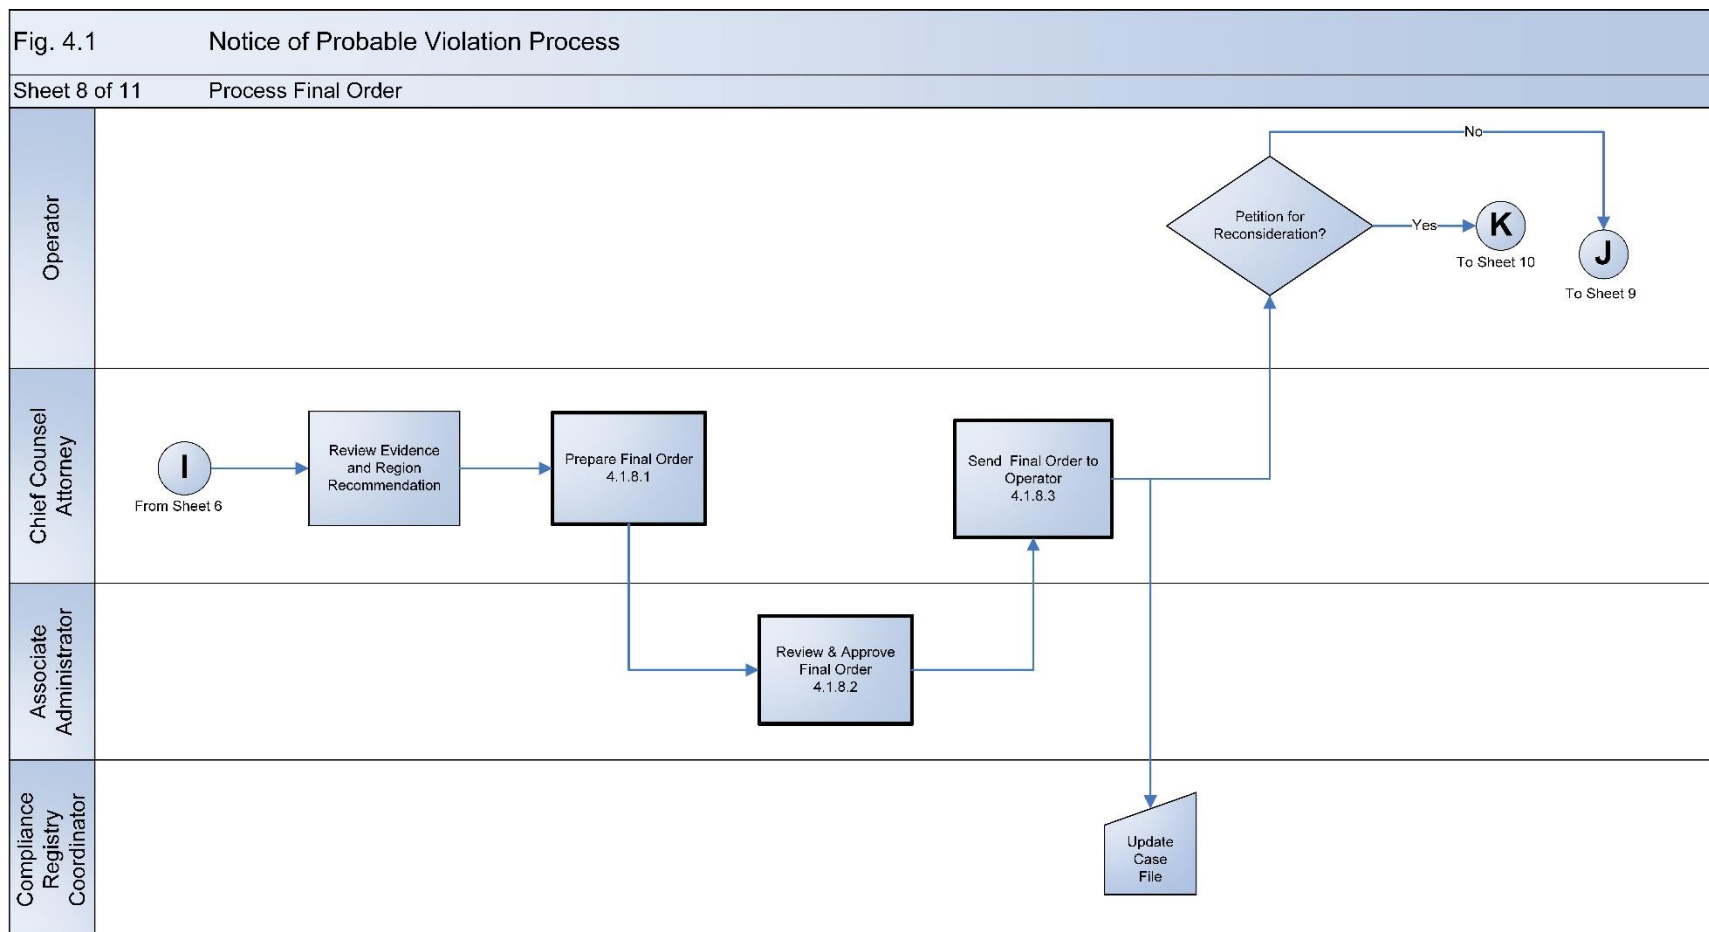 Fig. 4.1 Notice of Probable Violation Process
Sheet 8 of 11 Process Final Order
Operator
No
Petition for
Reconsideration?
Yes
K
To Sheet 10
J
To Sheet 9
Chief Counsel
Attorney
I
From Sheet 6
Review Evidence
and Region
Recommendation
Prepare Final Order
4.1.8.1
Send Final Order to
Operator
4.1.8.3
Associate
Administrator
Review & Approve
Final Order
4.1.8.2
Compliance
Registry
Coordinator
Update
Case
File